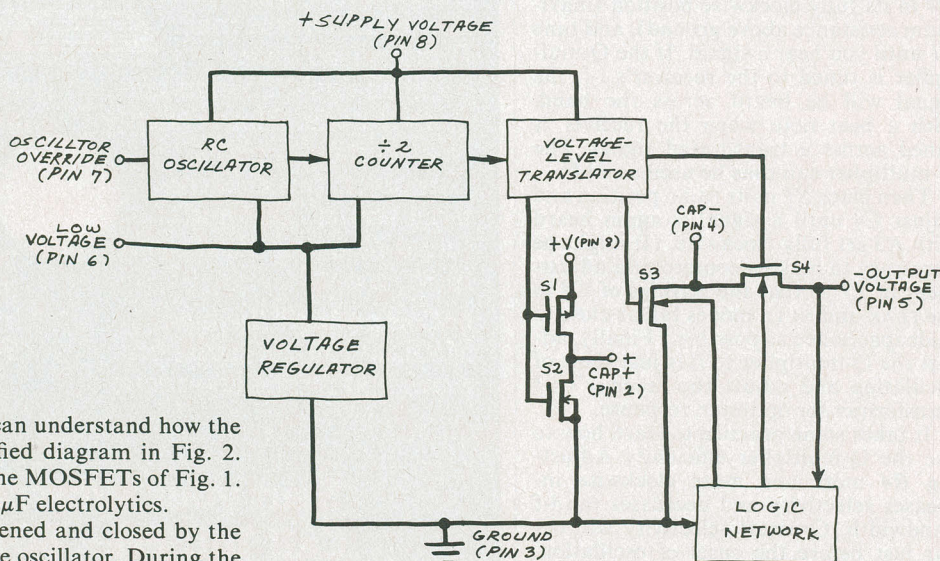 + SUPPLY VOLTAGE
(PIN 8)
OSCILLTOR
OVERRIDE
(PIN 7)
RC
OSCILLATOR
÷2
COUNTER
VOLTAGE-
LEVEL
TRANSLATOR
LOW
VOLTAGE
(PIN 6)
CAP-
(PIN 4)
+V (PIN 8)
S1
S3
S4
-OUTPUT
VOLTAGE
(PIN 5)
VOLTAGE
REGULATOR
S2
+
CAP+
(PIN 2)
GROUND
(PIN 3)
LOGIC
NETWORK
can understand how the
fied diagram in Fig. 2.
he MOSFETs of Fig. 1.
μF electrolytics.
ened and closed by the
e oscillator. During the